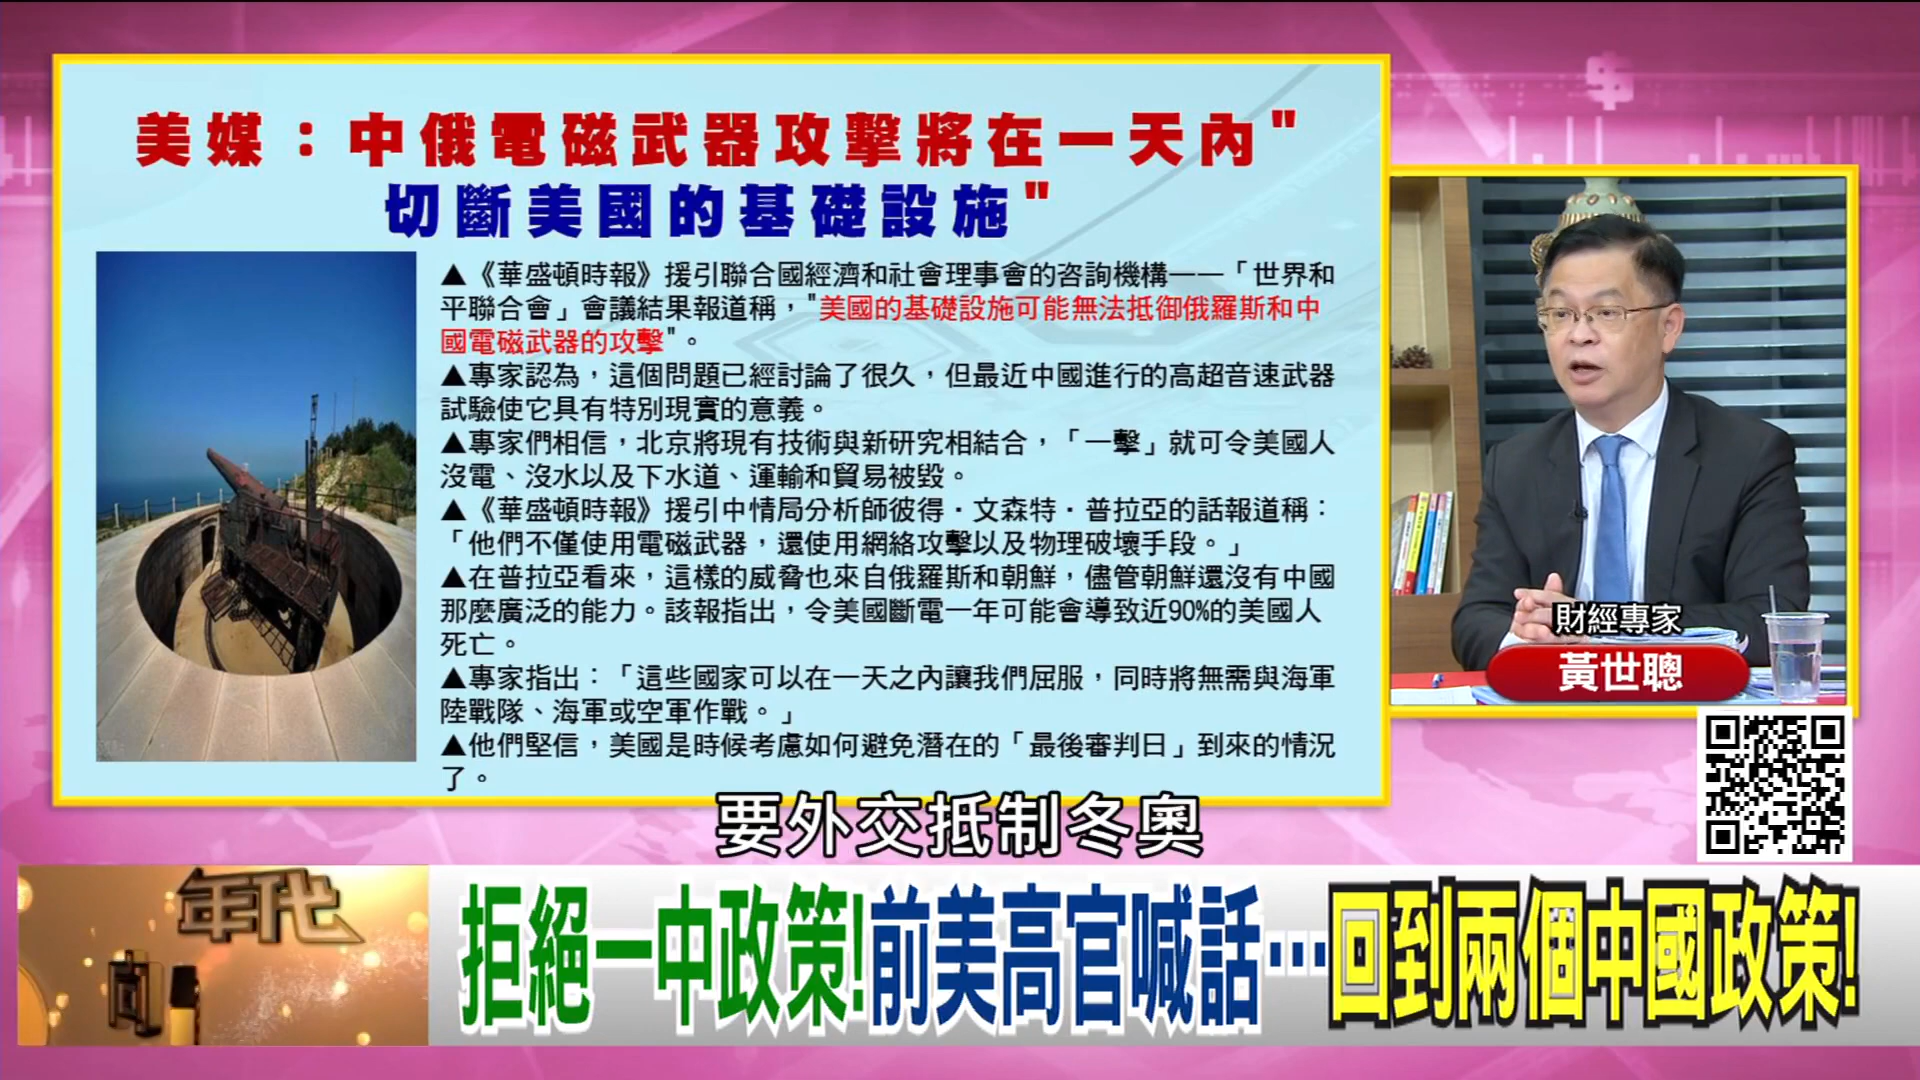 美媒：中俄電磁武器攻擊將在一天內"
切斷美國的基礎設施"
▲《華盛頓時報》援引聯合國經濟和社會理事會的咨詢機構——「世界和
平聯合會」會議結果報道稱，"美國的基礎設施可能無法抵御俄羅斯和中
國電磁武器的攻擊"。
▲專家認為，這個問題已經討論了很久，但最近中國進行的高超音速武器
試驗使它具有特別現實的意義。
▲專家們相信，北京將現有技術與新研究相結合，「一擊」就可令美國人
沒電、沒水以及下水道、運輸和貿易被毀。
▲《華盛頓時報》援引中情局分析師彼得·文森特·普拉亞的話報道稱：
「他們不僅使用電磁武器，還使用網絡攻擊以及物理破壞手段。」
▲在普拉亞看來，這樣的威脅也來自俄羅斯和朝鮮，儘管朝鮮還沒有中國
那麼廣泛的能力。該報指出，令美國斷電一年可能會導致近90%的美國人
死亡。
▲專家指出：「這些國家可以在一天之內讓我們屈服，同時將無需與海軍
陸戰隊、海軍或空軍作戰。」
▲他們堅信，美國是時候考慮如何避免潛在的「最後審判日」到來的情況
了。
財經專家
黃世聰
要外交抵制冬奧
年代
向
拒絕一中政策!前美高官喊話…回到兩個中國政策!